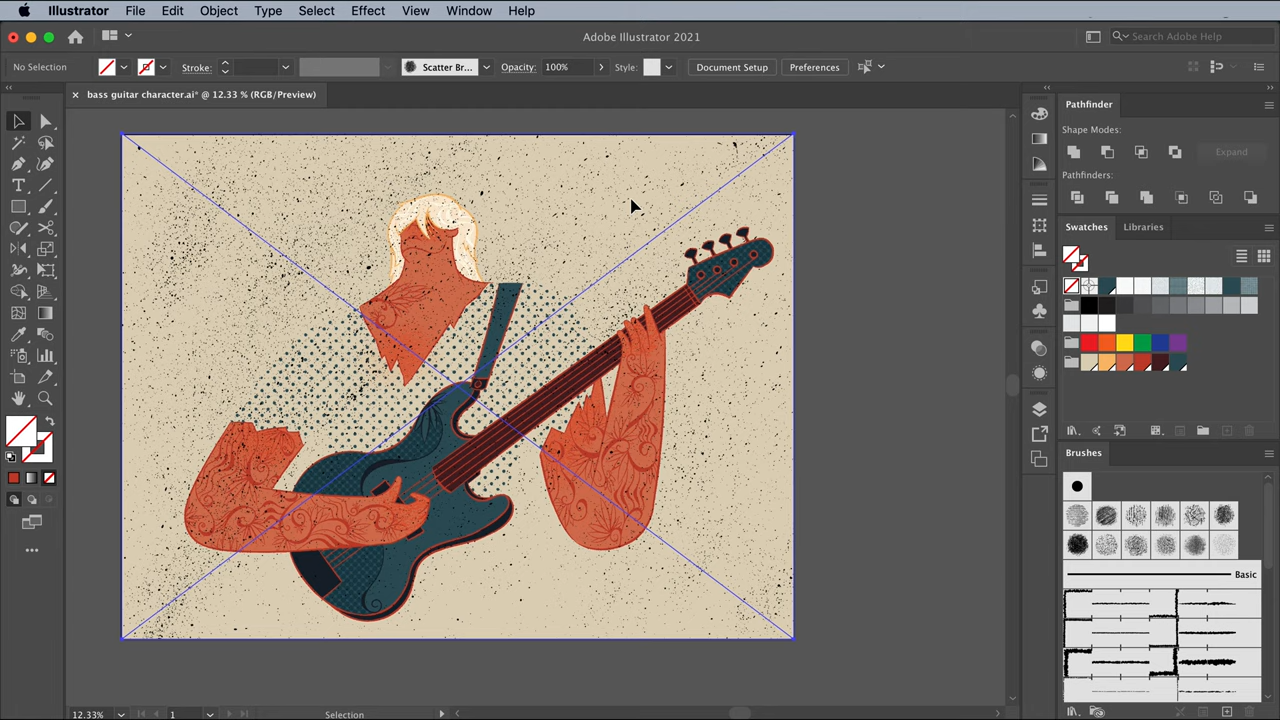 Illustrator File Edit Object Type Select Effect View Window Help
Adobe Illustrator 2021
Search Adobe Help
No Selection Stroke: Scatter Br... Opacity: 100% Style: Document Setup Preferences
× bass guitar character.ai* @ 12.33 % (RGB/Preview)
Pathfinder
Shape Modes:
Expand
Pathfinders:
Swatches Libraries
Brushes
Basic
12.33% 1 Selection